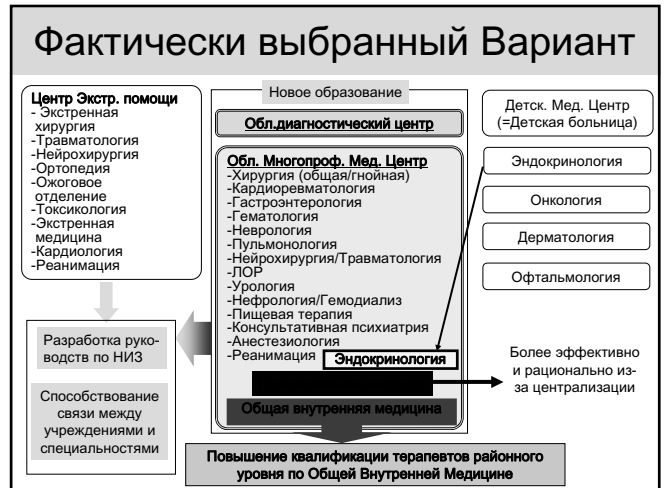 Фактически выбранный Вариант
Центр Экстр. помощи
- Экстренная
хирургия
-Травматология
-Нейрохирургия
-Ортопедия
-Ожоговое
отделение
-Токсикология
-Экстренная
медицина
-Кардиология
-Реанимация
Разработка руко-
водств по НИЗ
Способствование
связи между
учреждениями и
специальностями
Новое образование
Обл.диагностический центр
Обл. Многопроф. Мед. Центр
-Хирургия (общая/гнойная)
-Кардиоревматология
-Гастроэнтерология
-Гематология
-Неврология
-Пульмонология
-Нейрохирургия/Травматология
-ЛОР
-Урология
-Нефрология/Гемодиализ
-Пищевая терапия
-Консультативная психиатрия
-Анестезиология
-Реанимация
Эндокринология
Общая внутренняя медицина
Повышение квалификации терапевтов районного
уровня по Общей Внутренней Медицине
Детск. Мед. Центр
(=Детская больница)
Эндокринология
Онкология
Дерматология
Офтальмология
Более эффективно
и рационально из-
за централизации